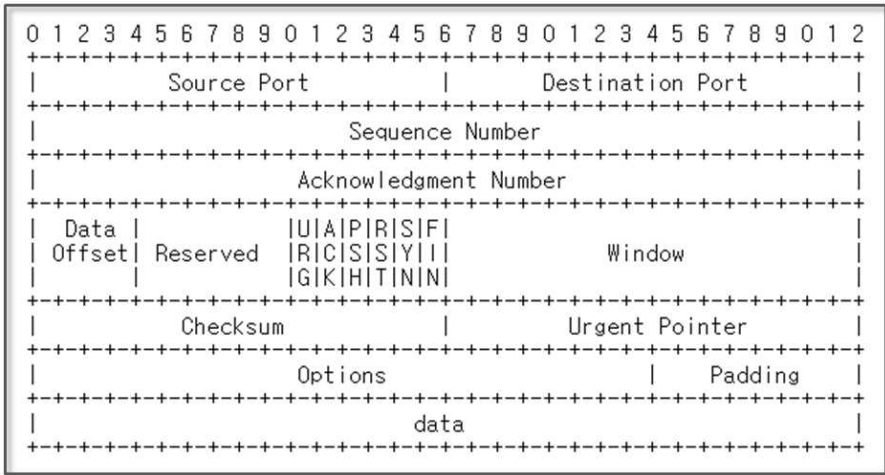 0 1 2 3 4 5 6 7 8 9 0 1 2 3 4 5 6 7 8 9 0 1 2 3 4 5 6 7 8 9 0 1 2
+-+-+-+-+-+-+-+-+-+-+-+-+-+-+-+-+-+-+-+-+-+-+-+-+-+-+-+-+-+-+-+-+
|          Source Port          |       Destination Port        |
+-+-+-+-+-+-+-+-+-+-+-+-+-+-+-+-+-+-+-+-+-+-+-+-+-+-+-+-+-+-+-+-+
|                        Sequence Number                        |
+-+-+-+-+-+-+-+-+-+-+-+-+-+-+-+-+-+-+-+-+-+-+-+-+-+-+-+-+-+-+-+-+
|                    Acknowledgment Number                      |
+-+-+-+-+-+-+-+-+-+-+-+-+-+-+-+-+-+-+-+-+-+-+-+-+-+-+-+-+-+-+-+-+
|  Data |           |U|A|P|R|S|F|                               |
| Offset| Reserved  |R|C|S|S|Y|I|            Window             |
|       |           |G|K|H|T|N|N|                               |
+-+-+-+-+-+-+-+-+-+-+-+-+-+-+-+-+-+-+-+-+-+-+-+-+-+-+-+-+-+-+-+-+
|           Checksum            |         Urgent Pointer        |
+-+-+-+-+-+-+-+-+-+-+-+-+-+-+-+-+-+-+-+-+-+-+-+-+-+-+-+-+-+-+-+-+
|                    Options                    |    Padding    |
+-+-+-+-+-+-+-+-+-+-+-+-+-+-+-+-+-+-+-+-+-+-+-+-+-+-+-+-+-+-+-+-+
|                             data                              |
+-+-+-+-+-+-+-+-+-+-+-+-+-+-+-+-+-+-+-+-+-+-+-+-+-+-+-+-+-+-+-+-+